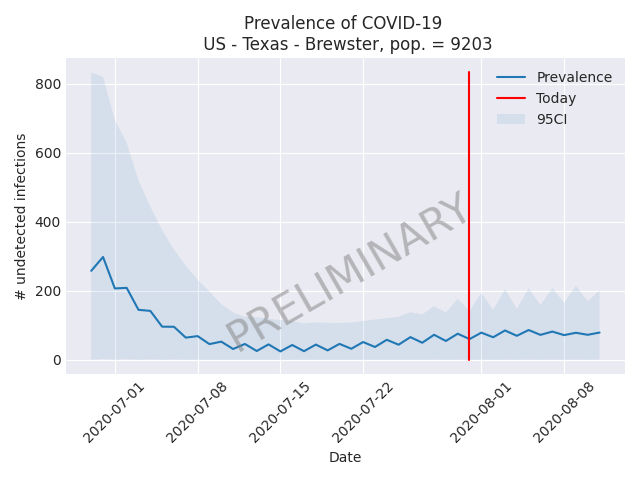 Prevalence of COVID-19
US - Texas - Brewster, pop. = 9203
Prevalence
Today
95CI
# undetected infections
800
600
400
200
0
PRELIMINARY
2020-07-01
2020-07-08
2020-07-15
2020-07-22
2020-08-01
2020-08-08
Date